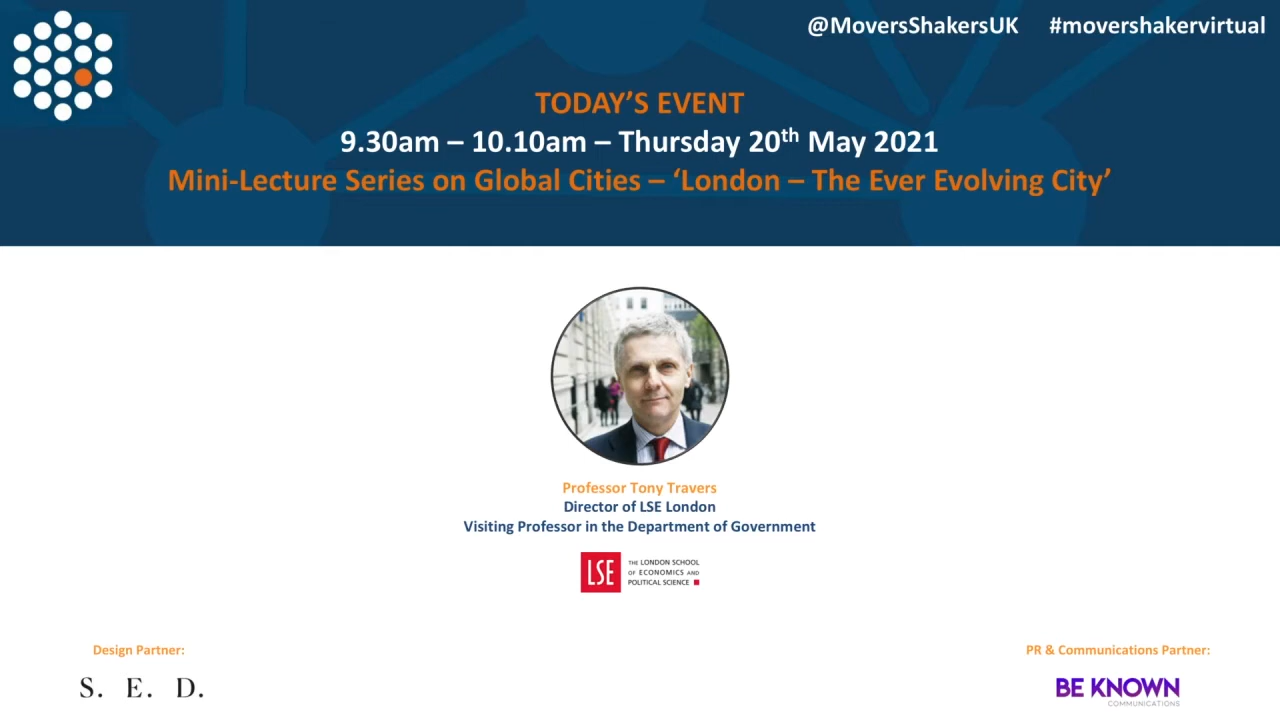 @MoversShakersUK #movershakervirtual
TODAY'S EVENT
9.30am – 10.10am – Thursday 20th May 2021
Mini-Lecture Series on Global Cities – ‘London – The Ever Evolving City’
Professor Tony Travers
Director of LSE London
Visiting Professor in the Department of Government
LSE
THE LONDON SCHOOL
OF ECONOMICS AND
POLITICAL SCIENCE
Design Partner:
S. E. D.
PR & Communications Partner:
BE KNOWN
COMMUNICATIONS